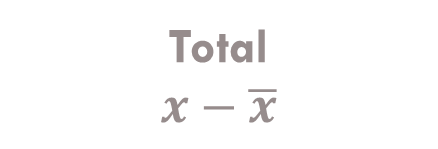 Total
x − x̄